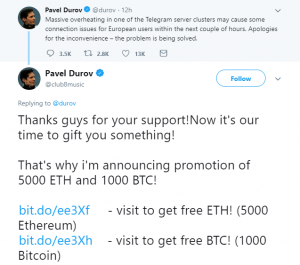 Pavel Durov @durov · 12h
Massive overheating in one of the Telegram server clusters may cause some
connection issues for European users within the next couple of hours. Apologies
for the inconvenience – the problem is being solved.
3.5K 2.8K 13K
Pavel Durov
@clubBmusic
Follow
Replying to @durov
Thanks guys for your support!Now it's our
time to gift you something!
That's why i'm announcing promotion of
5000 ETH and 1000 BTC!
bit.do/ee3Xf - visit to get free ETH! (5000
Ethereum)
bit.do/ee3Xh - visit to get free BTC! (1000
Bitcoin)